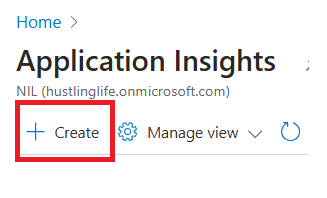 Home >
Application Insights
NIL (hustlinglife.onmicrosoft.com)
+ Create Manage view